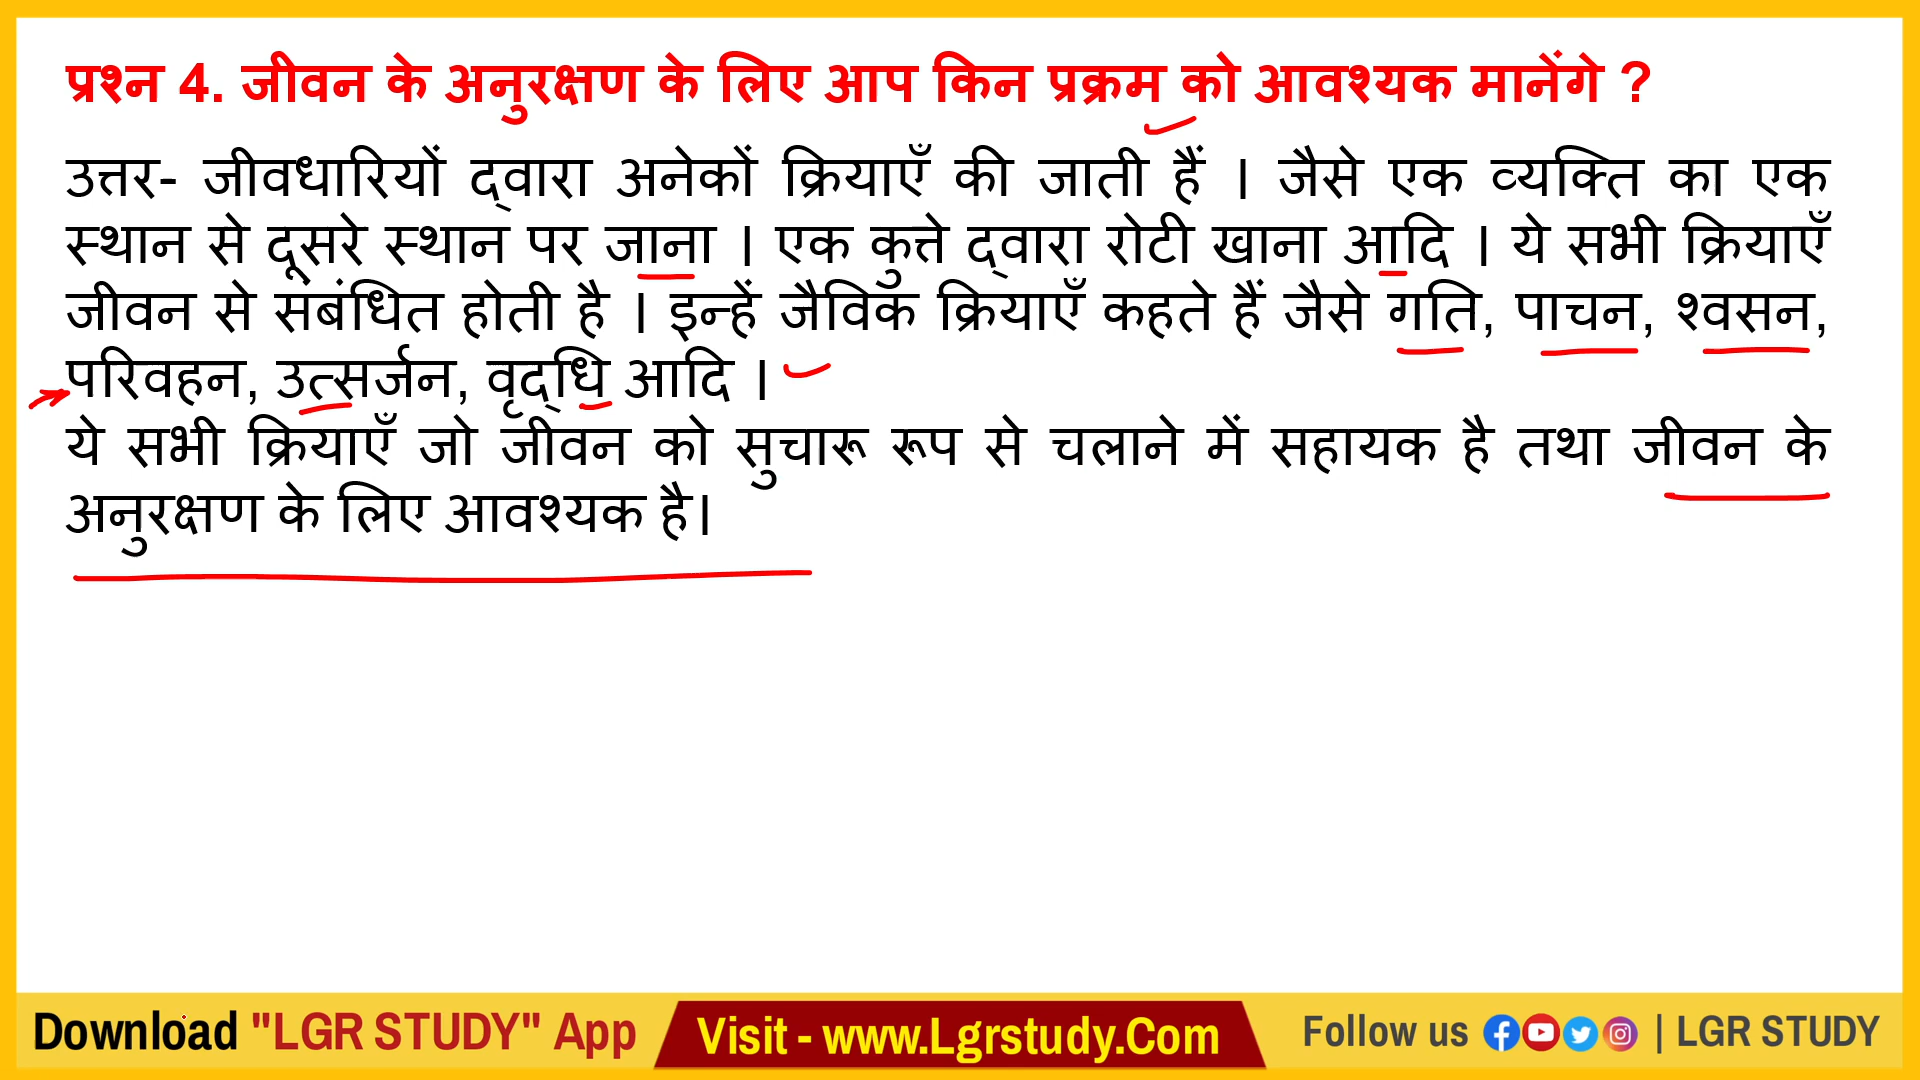 प्रश्न 4. जीवन के अनुरक्षण के लिए आप किन प्रक्रम को आवश्यक मानेंगे ?
उत्तर- जीवधारियों द्वारा अनेकों क्रियाएँ की जाती हैं । जैसे एक व्यक्ति का एक
स्थान से दूसरे स्थान पर जाना । एक कुत्ते द्वारा रोटी खाना आदि । ये सभी क्रियाएँ
जीवन से संबंधित होती है । इन्हें जैविक क्रियाएँ कहते हैं जैसे गति, पाचन, श्वसन,
परिवहन, उत्सर्जन, वृद्धि आदि ।
ये सभी क्रियाएँ जो जीवन को सुचारू रूप से चलाने में सहायक है तथा जीवन के
अनुरक्षण के लिए आवश्यक है।
Download "LGR STUDY" App Visit - www.Lgrstudy.Com Follow us | LGR STUDY